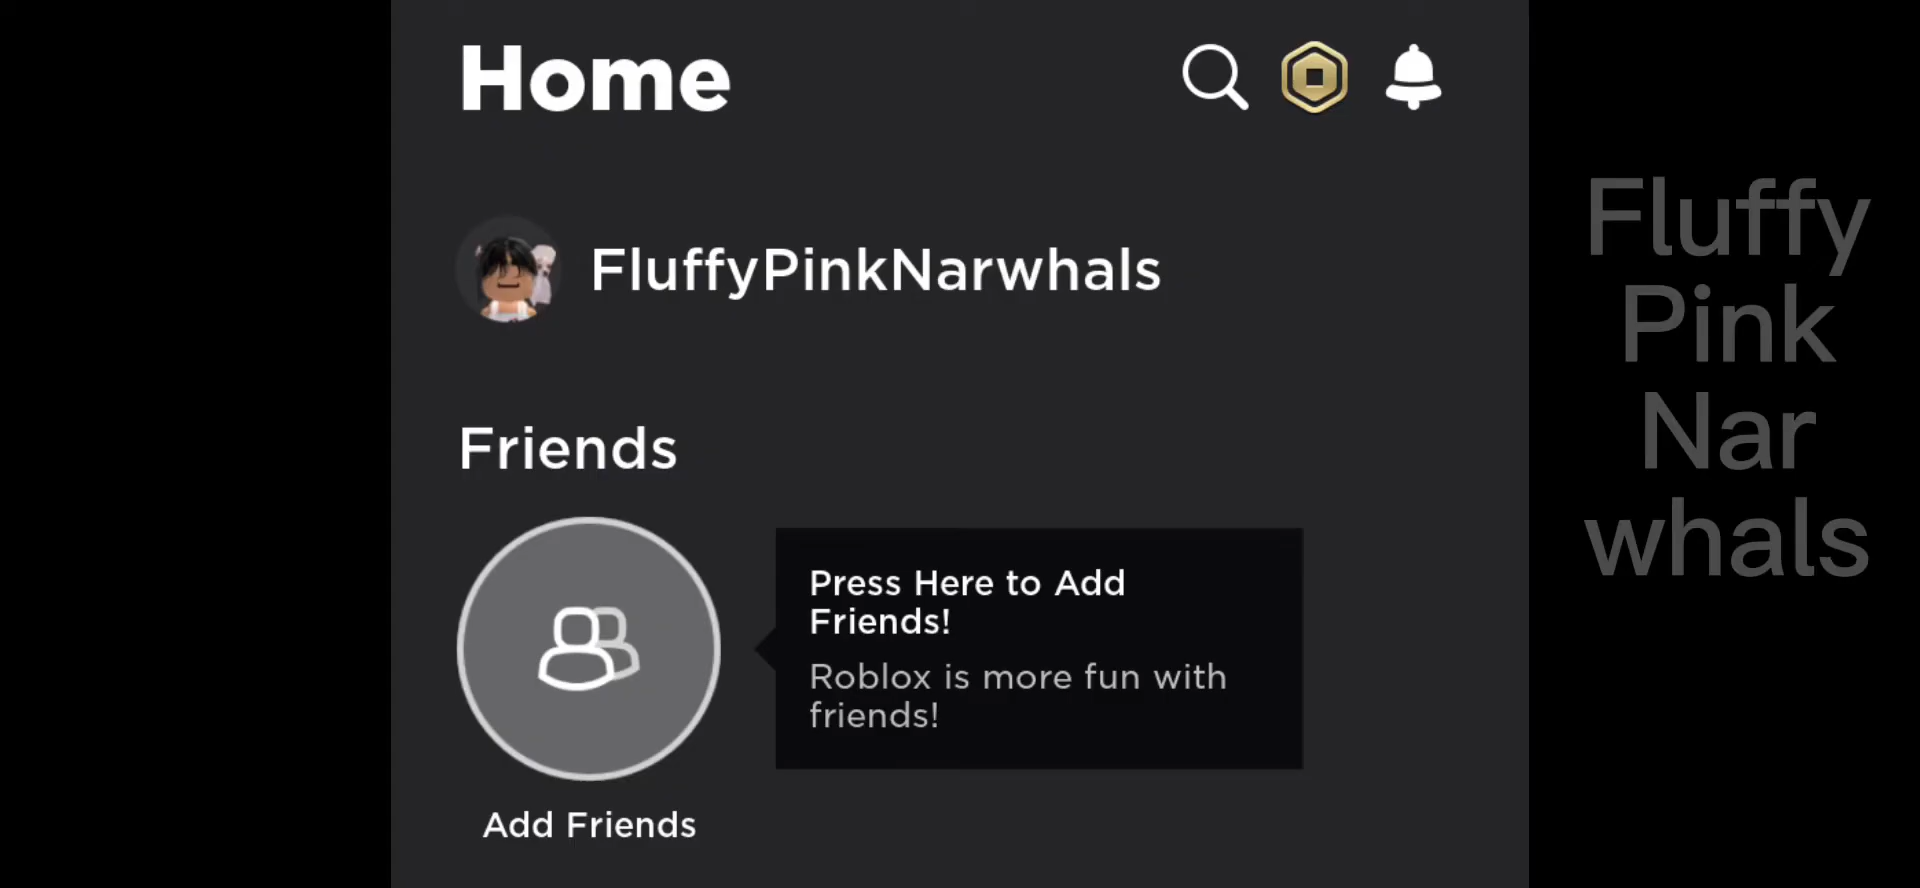 Home
FluffyPinkNarwhals
Friends
Press Here to Add
Friends!
Roblox is more fun with
friends!
Add Friends
Fluffy
Pink
Nar
whals